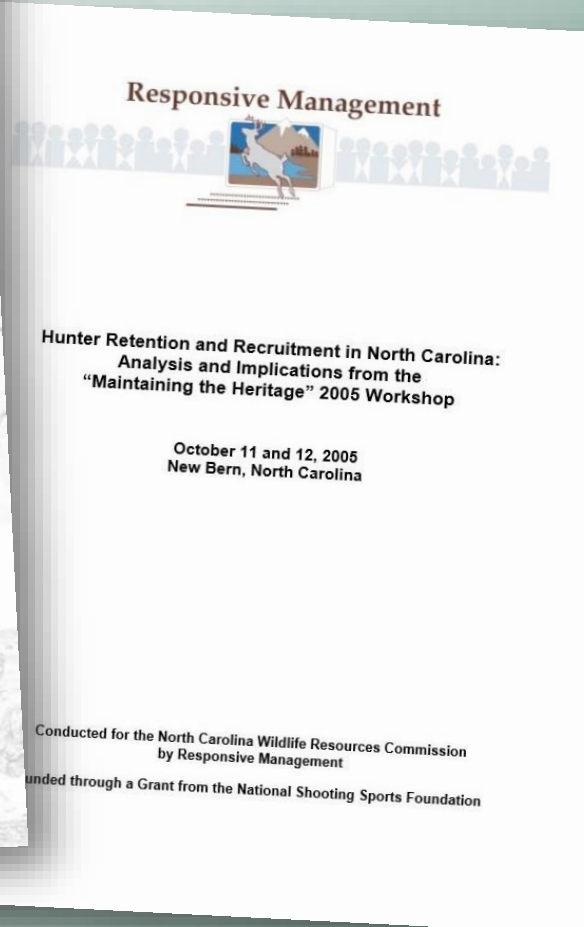 Responsive Management
Hunter Retention and Recruitment in North Carolina:
Analysis and Implications from the
“Maintaining the Heritage” 2005 Workshop
October 11 and 12, 2005
New Bern, North Carolina
Conducted for the North Carolina Wildlife Resources Commission
by Responsive Management
unded through a Grant from the National Shooting Sports Foundation